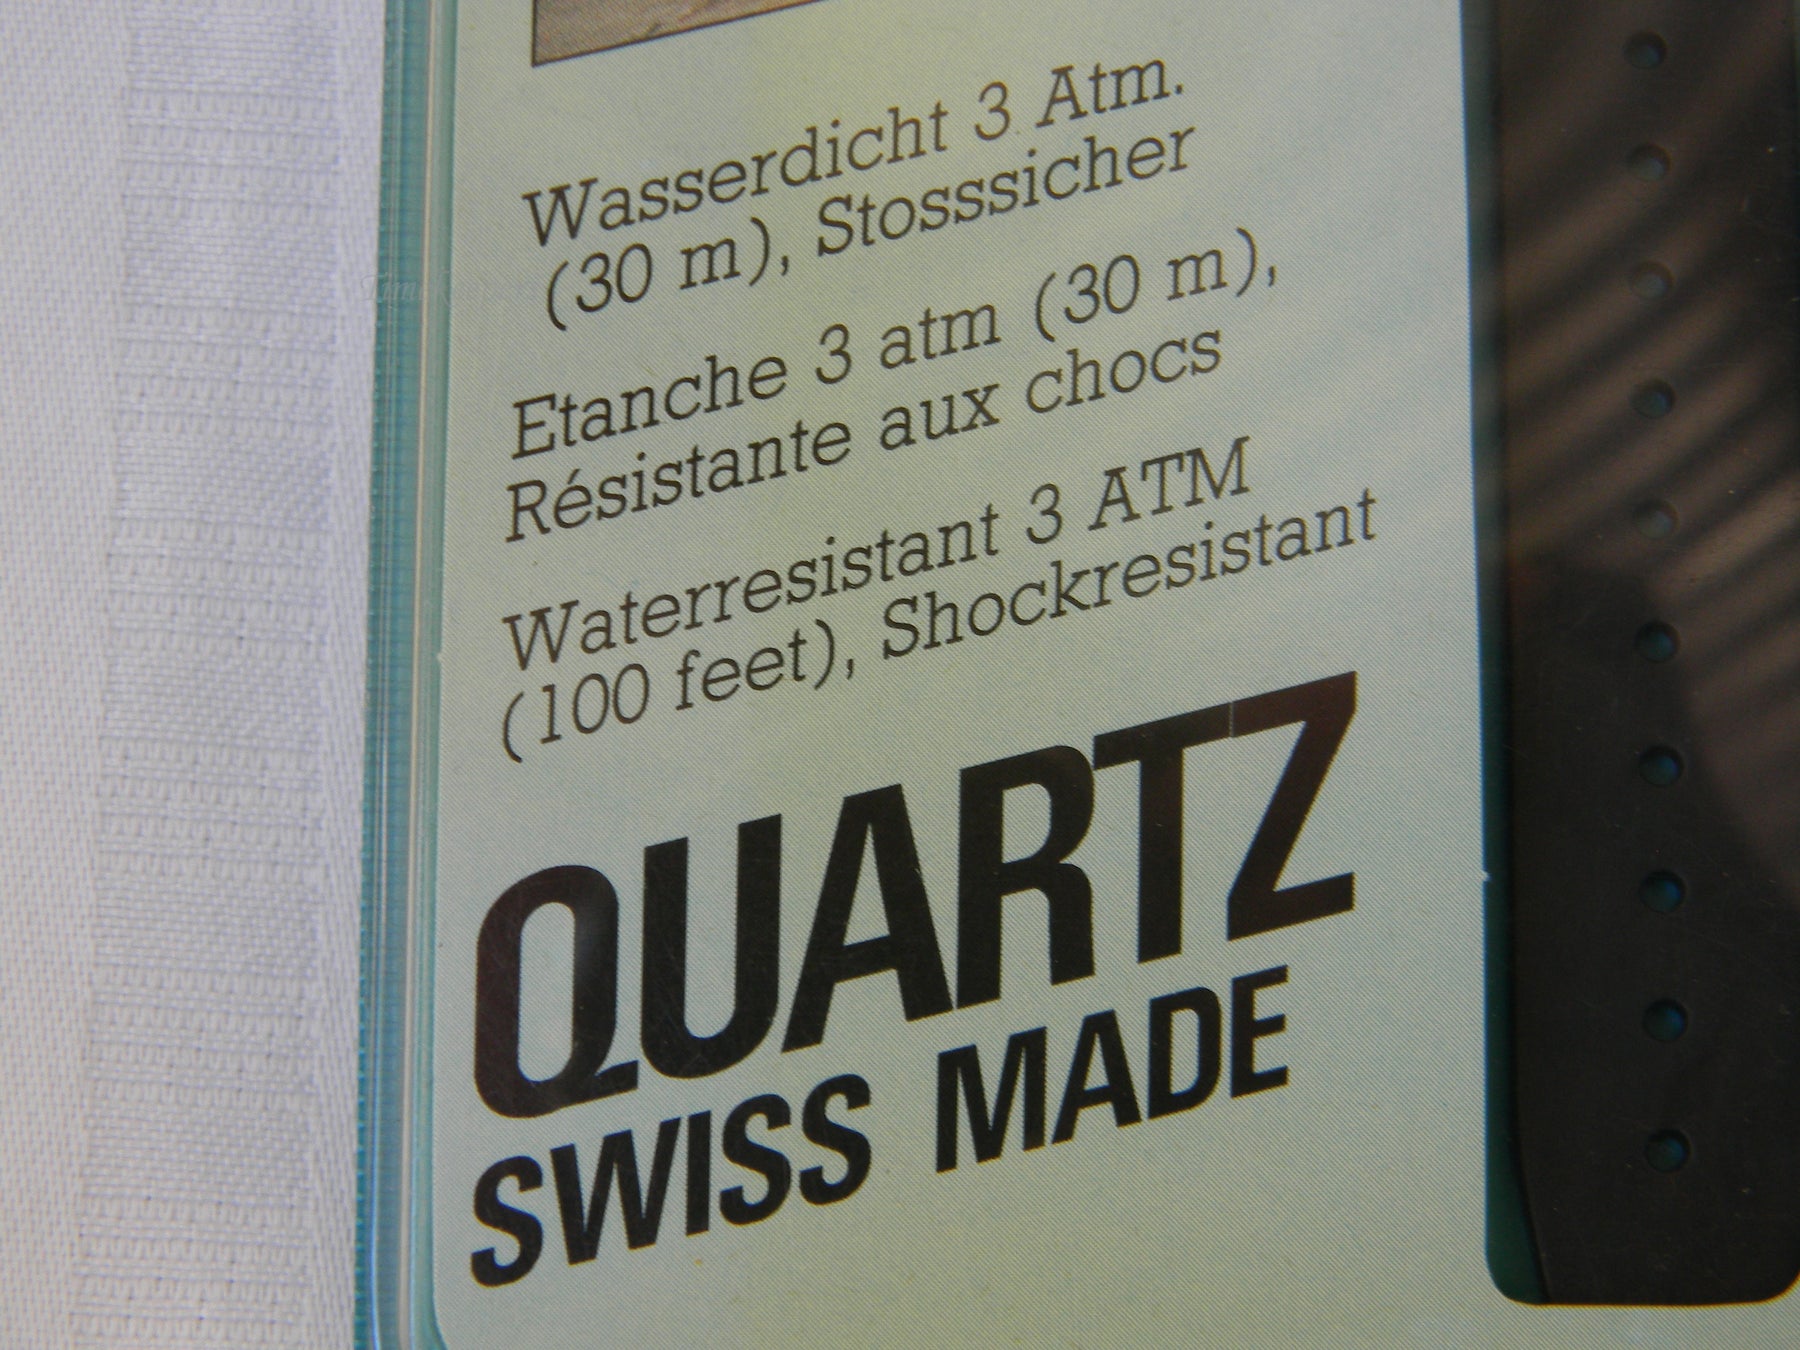 Wasserdicht 3 Atm.
(30 m), Stosssicher
Etanche 3 atm (30 m),
Résistante aux chocs
Waterresistant 3 ATM
(100 feet), Shockresistant
QUARTZ
SWISS MADE